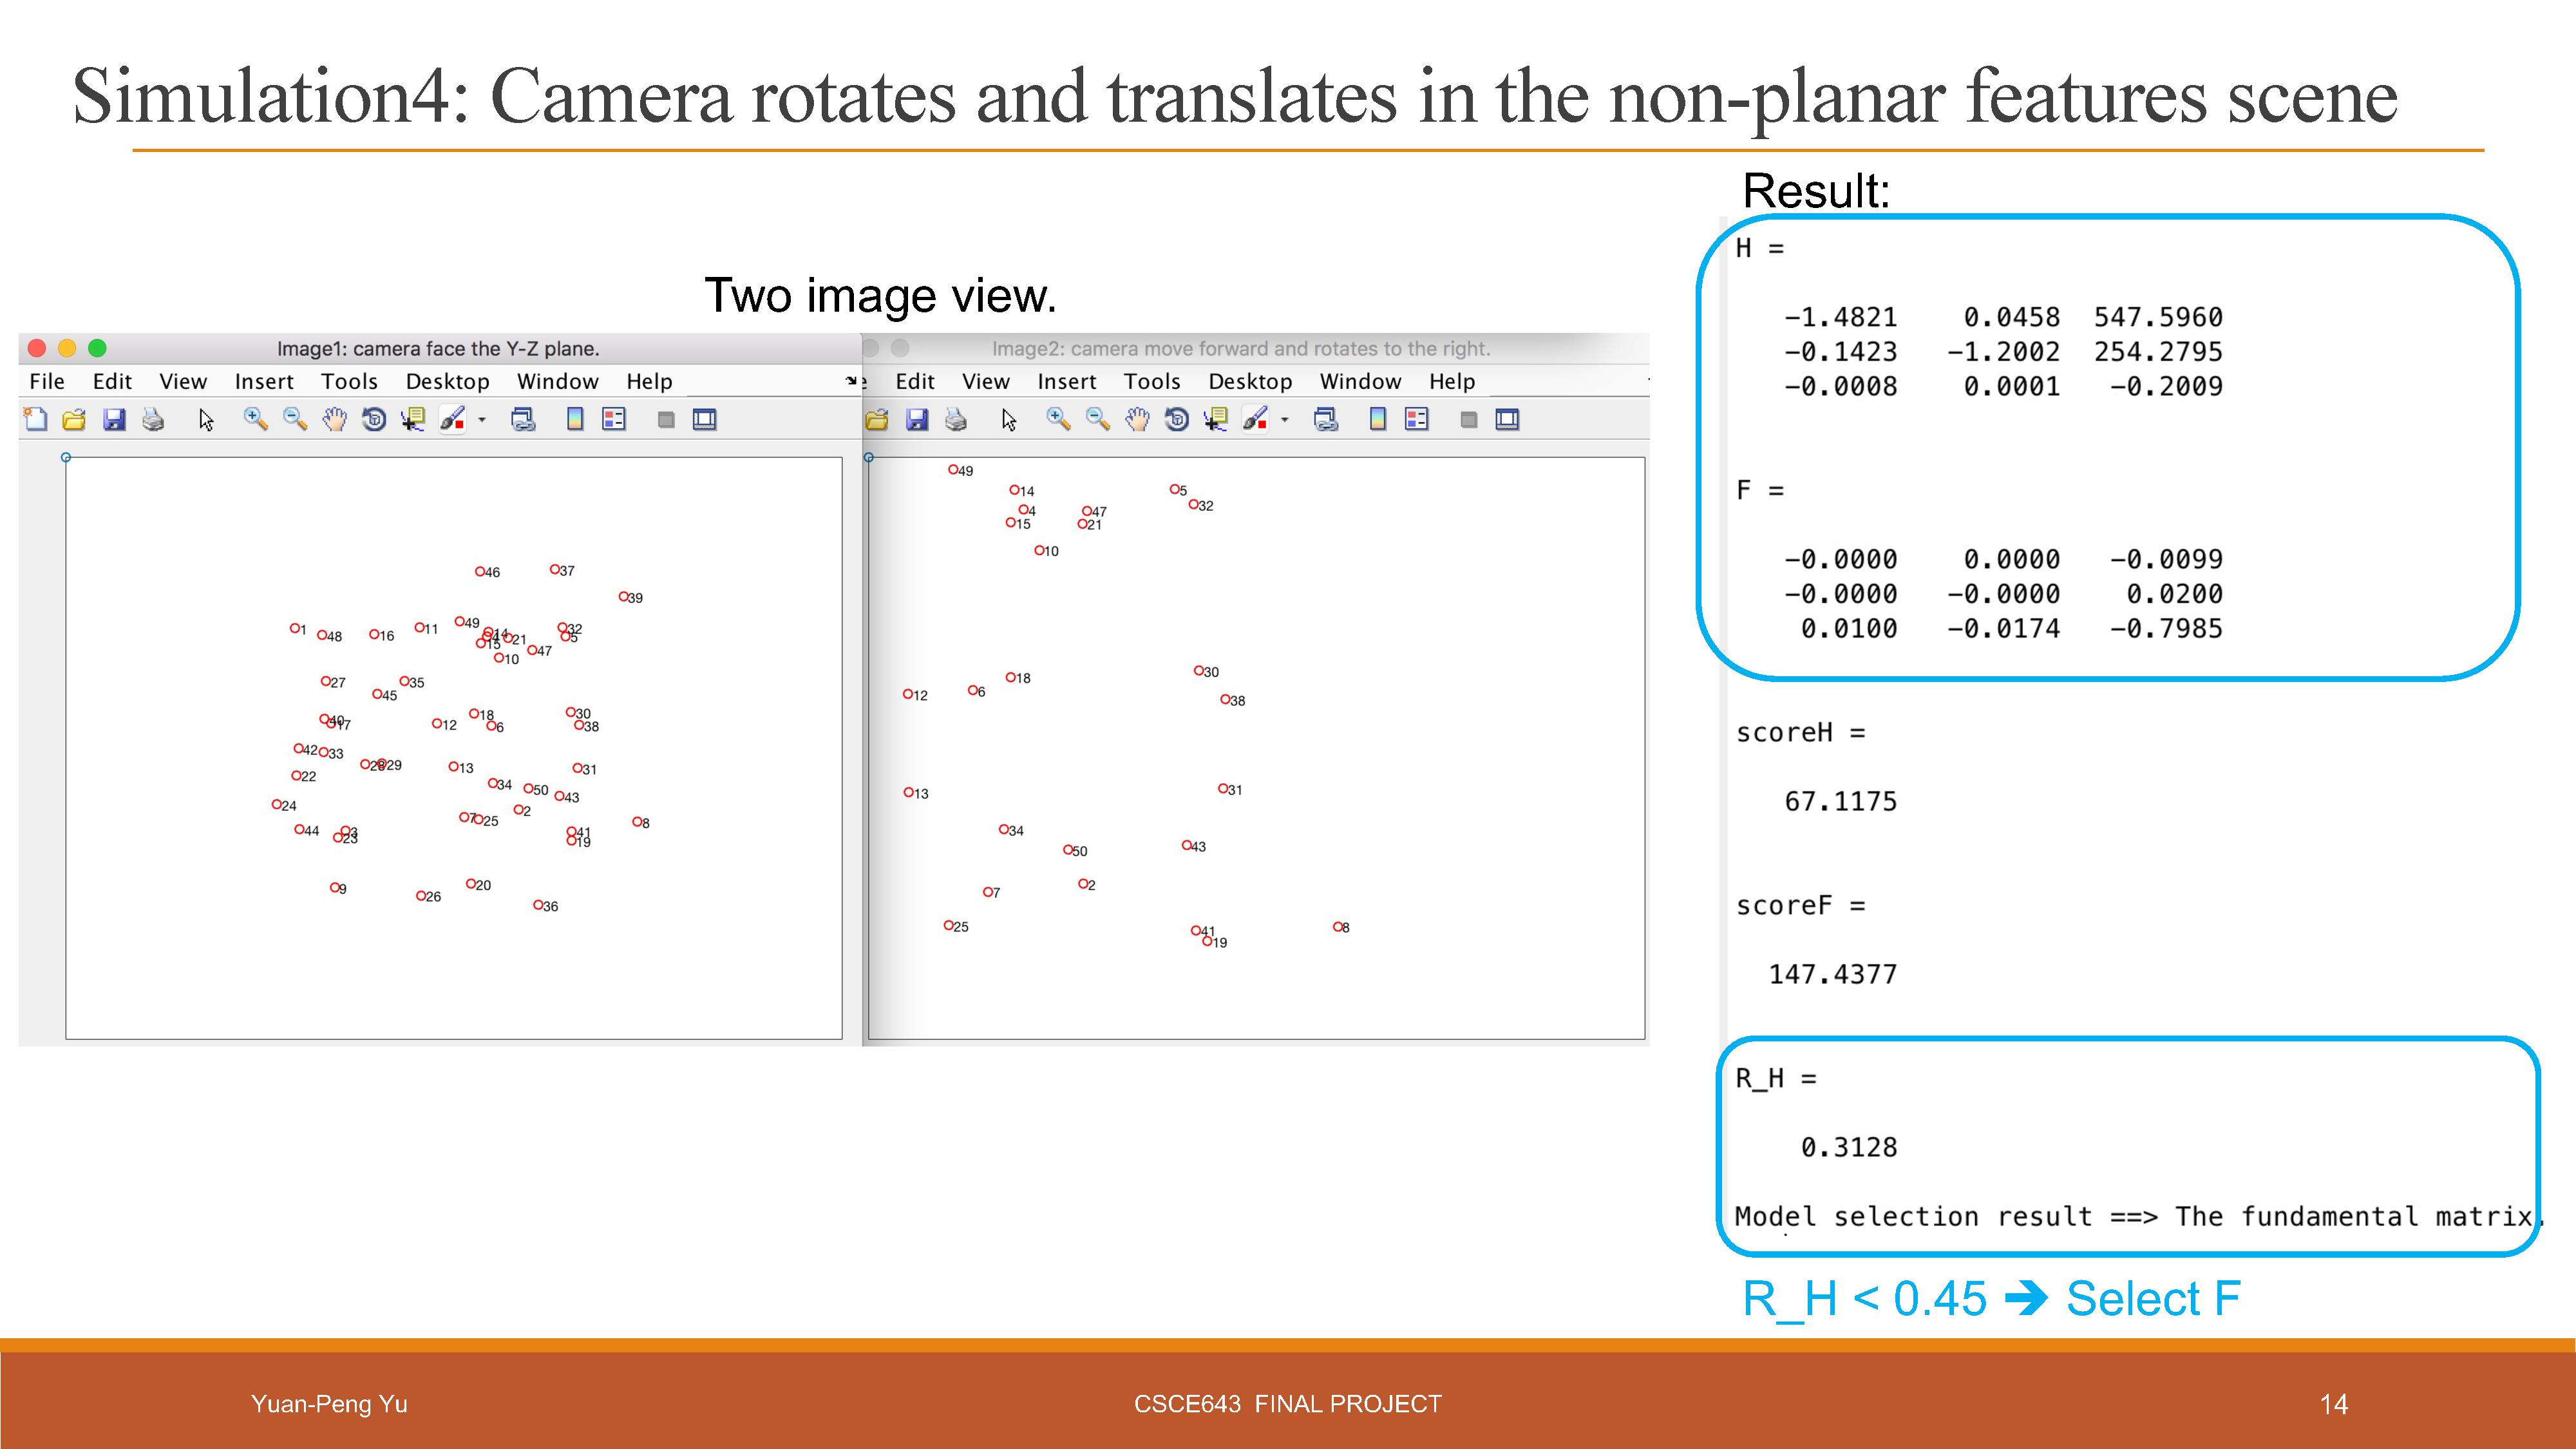 Simulation4: Camera rotates and translates in the non-planar features scene
Two image view.
Image1: camera face the Y-Z plane.
File Edit View Insert Tools Desktop Window Help
46 37
39
1 48 16 11 49 14 21 32 5
15 10 47
27 45 35
17 12 18 6 30 38
42 33 29 13 31
22 34 50 43
24 7 25 2 8
44 3 23 41 19
9 26 20 36
Image2: camera move forward and rotates to the right.
Edit View Insert Tools Desktop Window Help
49
14 5
4 47 32
15 21
10
18 30
12 6 38
13 31
34 43
50
7 2
25 41 8
19
Result:
H =
-1.4821 0.0458 547.5960
-0.1423 -1.2002 254.2795
-0.0008 0.0001 -0.2009
F =
-0.0000 0.0000 -0.0099
-0.0000 -0.0000 0.0200
0.0100 -0.0174 -0.7985
scoreH =
67.1175
scoreF =
147.4377
R_H =
0.3128
Model selection result ==> The fundamental matrix.
R_H < 0.45 ➔ Select F
Yuan-Peng Yu
CSCE643 FINAL PROJECT
14